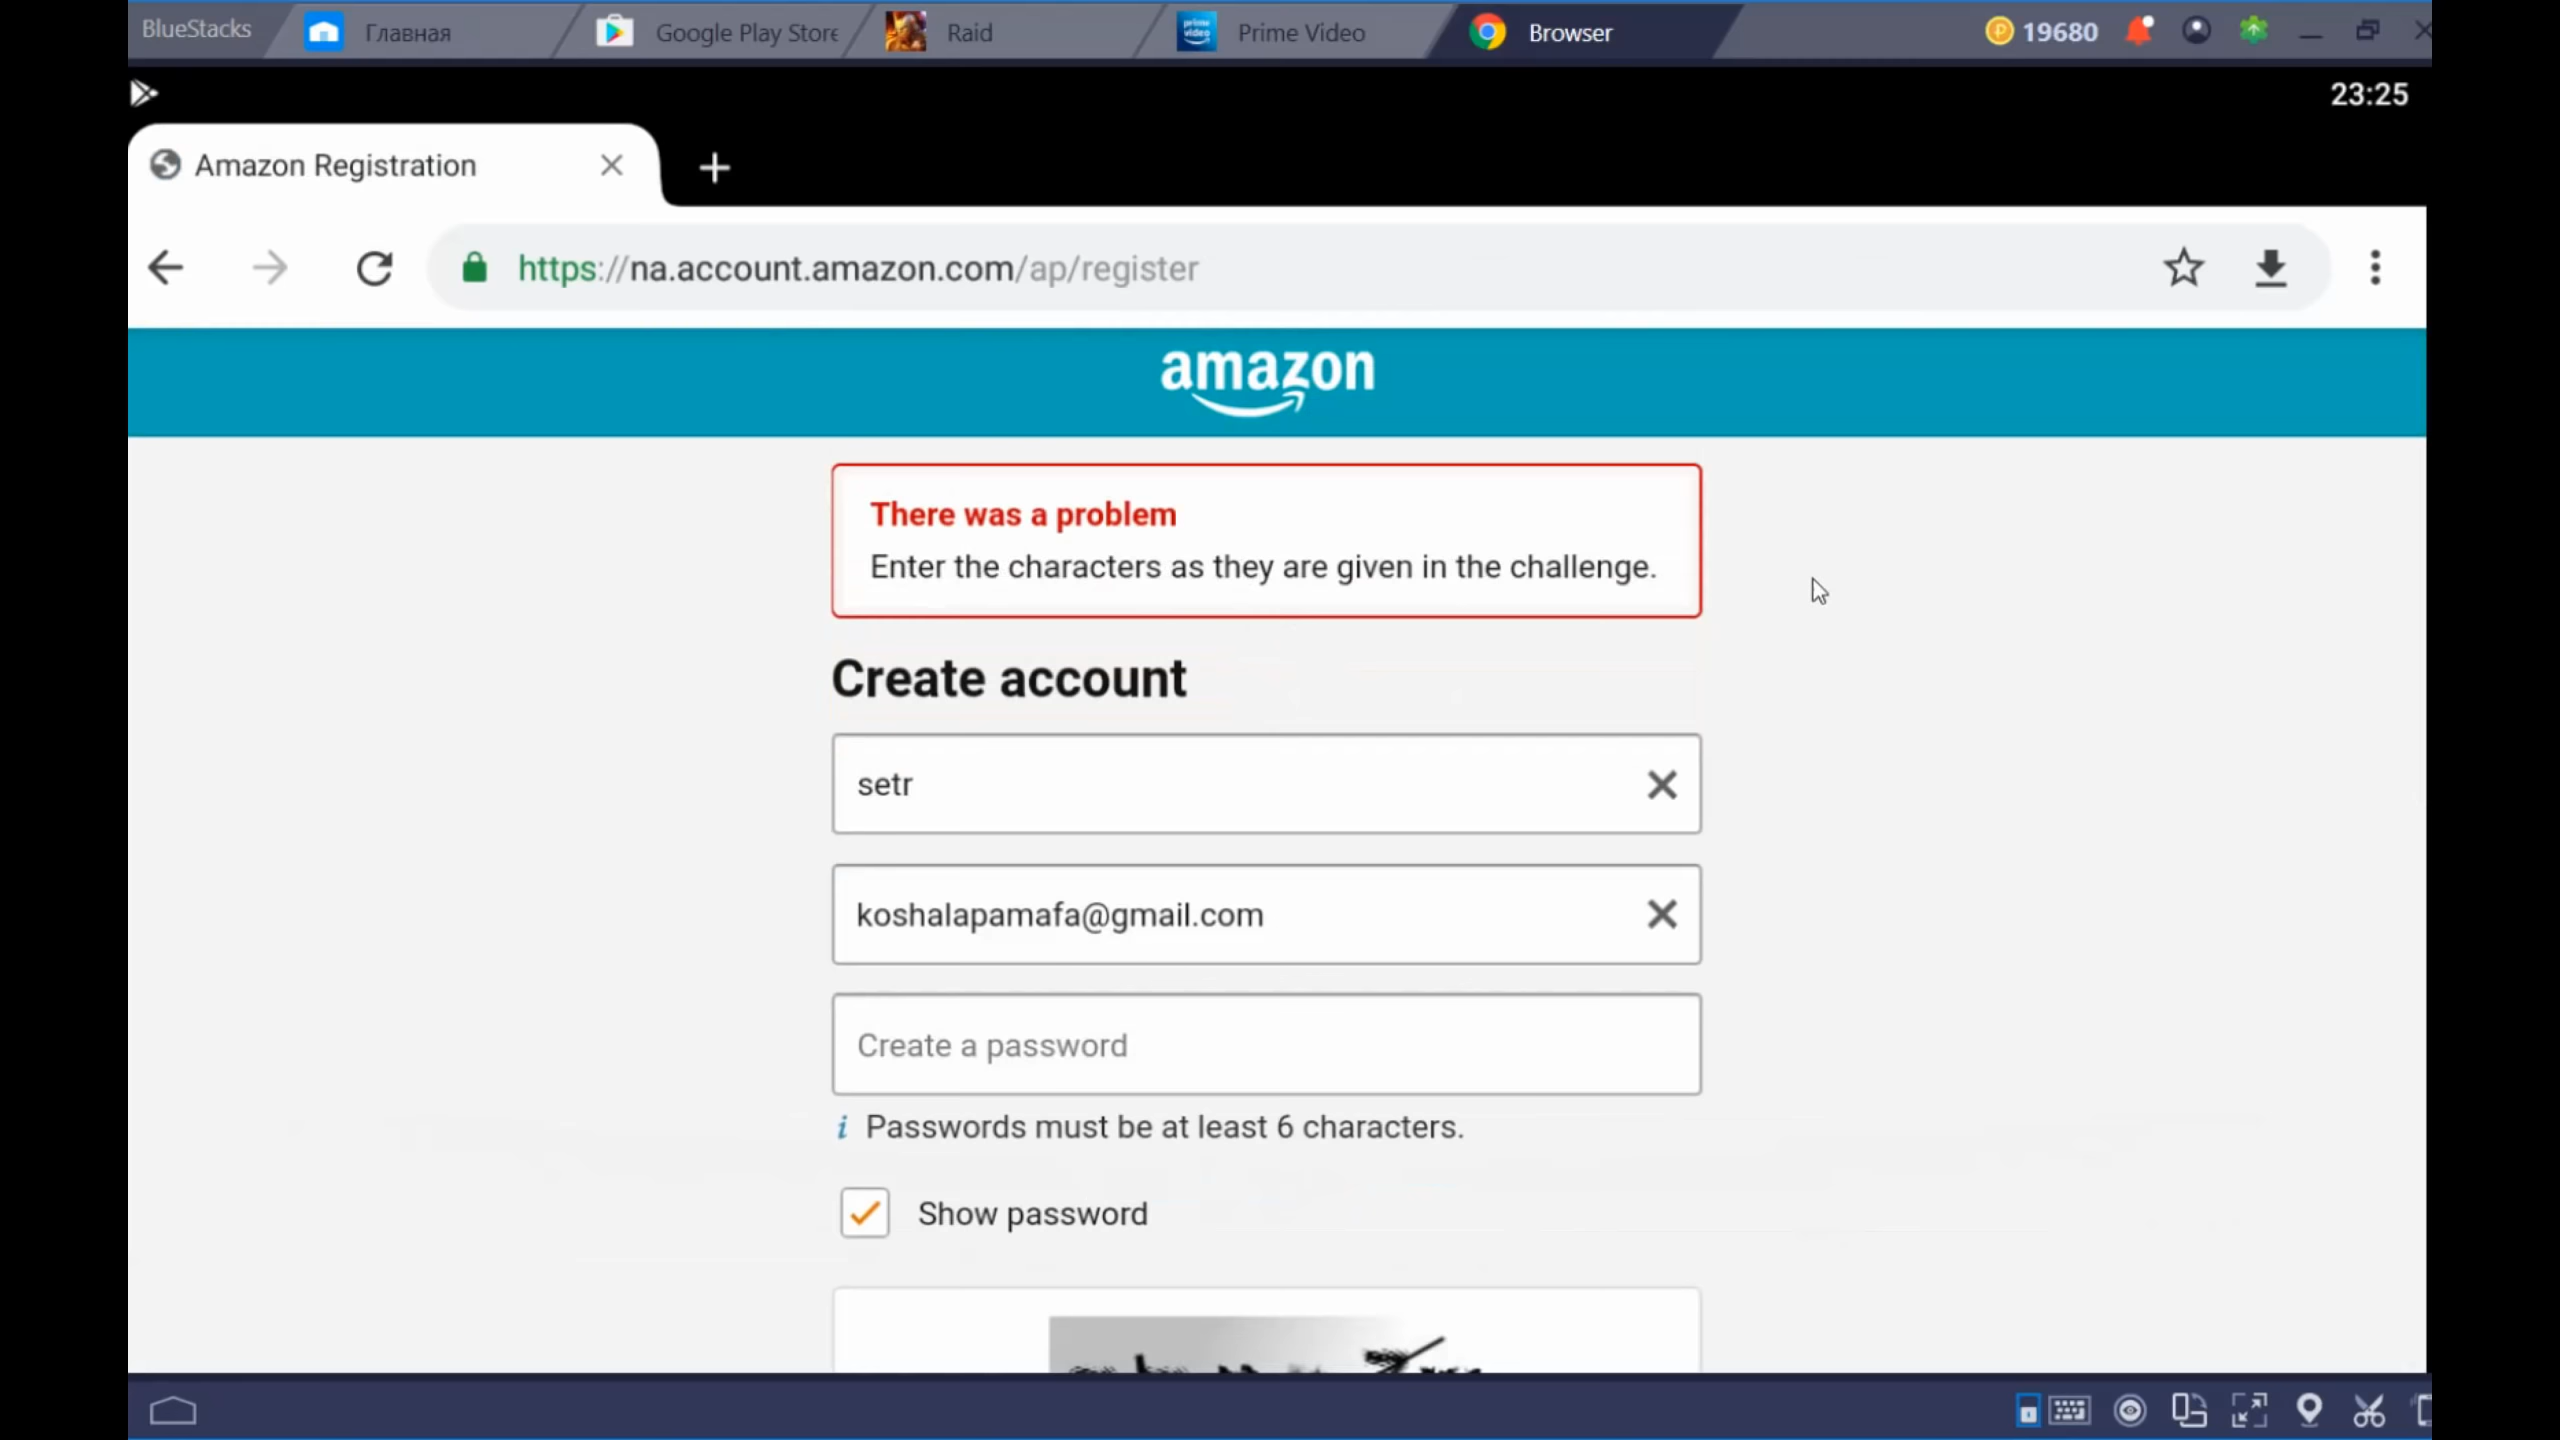 BlueStacks
Главная
Google Play Store
Raid
prime video
Prime Video
Browser
19680
23:25
Amazon Registration
https://na.account.amazon.com/ap/register
amazon
There was a problem
Enter the characters as they are given in the challenge.
Create account
setr
koshalapamafa@gmail.com
Create a password
i Passwords must be at least 6 characters.
Show password